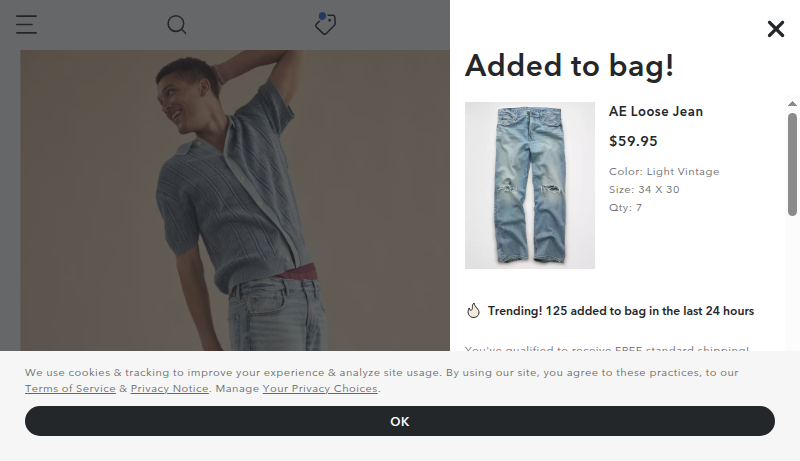 Added to bag!
AE Loose Jean
$59.95
Color: Light Vintage
Size: 34 X 30
Qty: 7
Trending! 125 added to bag in the last 24 hours
You've qualified to receive FREE standard shipping!
We use cookies & tracking to improve your experience & analyze site usage. By using our site, you agree to these practices, to our
Terms of Service & Privacy Notice. Manage Your Privacy Choices.
OK